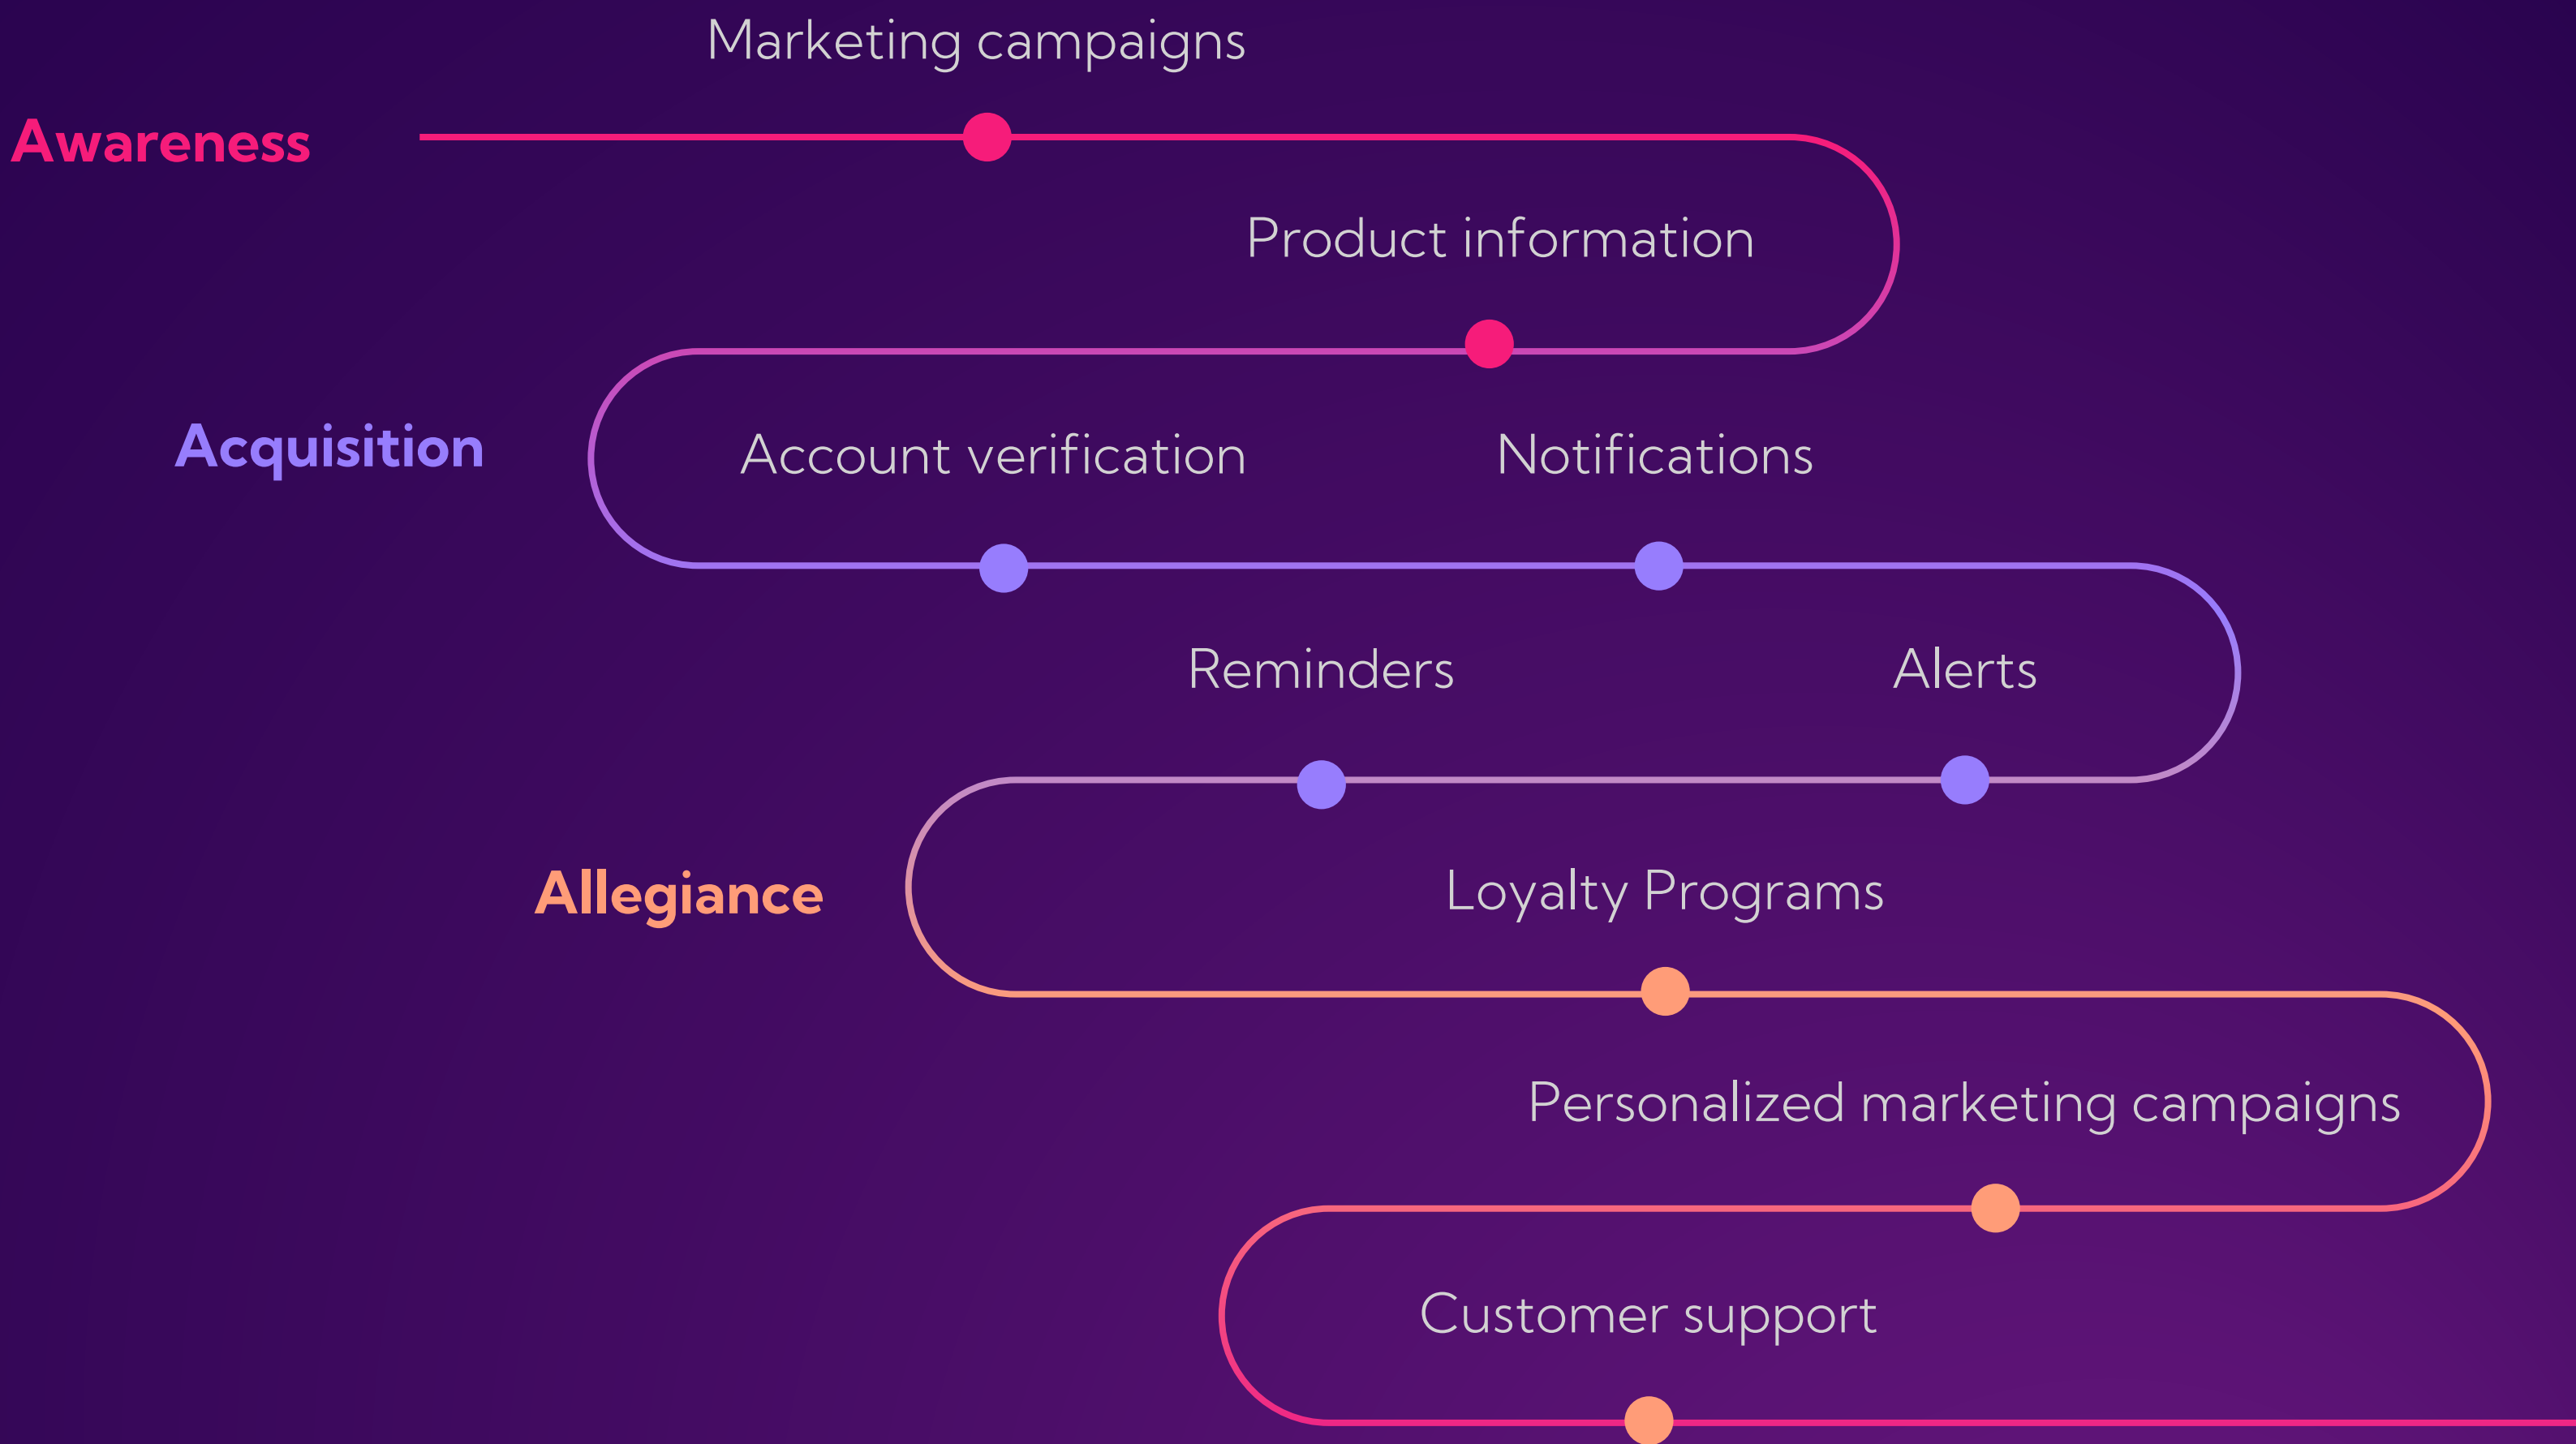 Marketing campaigns
Awareness
Product information
Acquisition
Account verification
Notifications
Reminders
Alerts
Allegiance
Loyalty Programs
Personalized marketing campaigns
Customer support